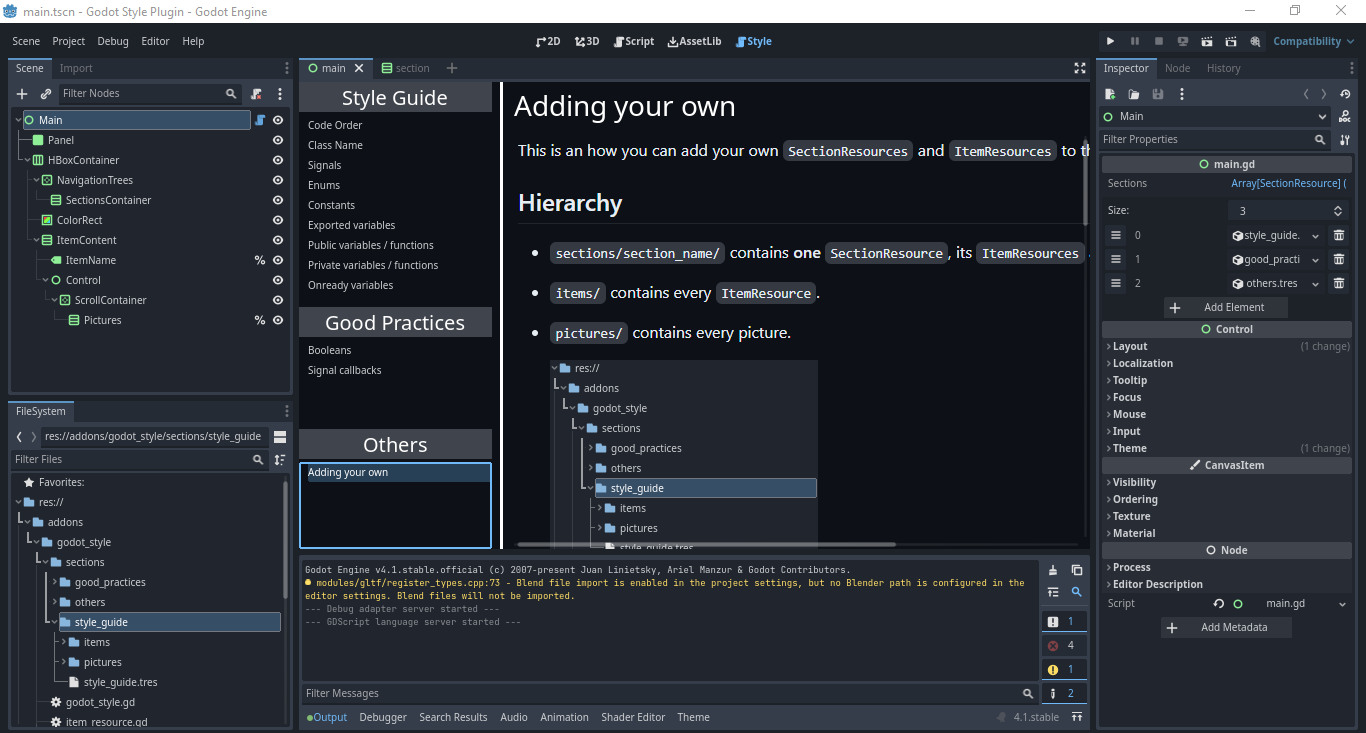 main.tscn - Godot Style Plugin - Godot Engine
Scene Project Debug Editor Help
2D 3D Script AssetLib Style
Compatibility
Scene Import
Filter Nodes
Main
Panel
HBoxContainer
NavigationTrees
SectionsContainer
ColorRect
ItemContent
ItemName %
Control
ScrollContainer
Pictures %
FileSystem
res://addons/godot_style/sections/style_guide
Filter Files
Favorites:
res://
addons
godot_style
sections
good_practices
others
style_guide
items
pictures
style_guide.tres
godot_style.gd
item_resource.gd
main section
Style Guide
Code Order
Class Name
Signals
Enums
Constants
Exported variables
Public variables / functions
Private variables / functions
Onready variables
Good Practices
Booleans
Signal callbacks
Others
Adding your own
Adding your own
This is an how you can add your own SectionResources and ItemResources to th
Hierarchy
• sections/section_name/ contains one SectionResource, its ItemResources
• items/ contains every ItemResource.
• pictures/ contains every picture.
res://
addons
godot_style
sections
good_practices
others
style_guide
items
pictures
style_guide.tres
Godot Engine v4.1.stable.official (c) 2007-present Juan Linietsky, Ariel Manzur & Godot Contributors.
modules/gltf/register_types.cpp:73 - Blend file import is enabled in the project settings, but no Blender path is configured in the
editor settings. Blend files will not be imported.
--- Debug adapter server started ---
--- GDScript language server started ---
1
4
1
2
Filter Messages
Output Debugger Search Results Audio Animation Shader Editor Theme
4.1.stable
Inspector Node History
Main
DOC
Filter Properties
main.gd
Sections Array[SectionResource] (
Size: 3
0 style_guide.
1 good_practi
2 others.tres
Add Element
Control
Layout (1 change)
Localization
Tooltip
Focus
Mouse
Input
Theme (1 change)
CanvasItem
Visibility
Ordering
Texture
Material
Node
Process
Editor Description
Script main.gd
Add Metadata